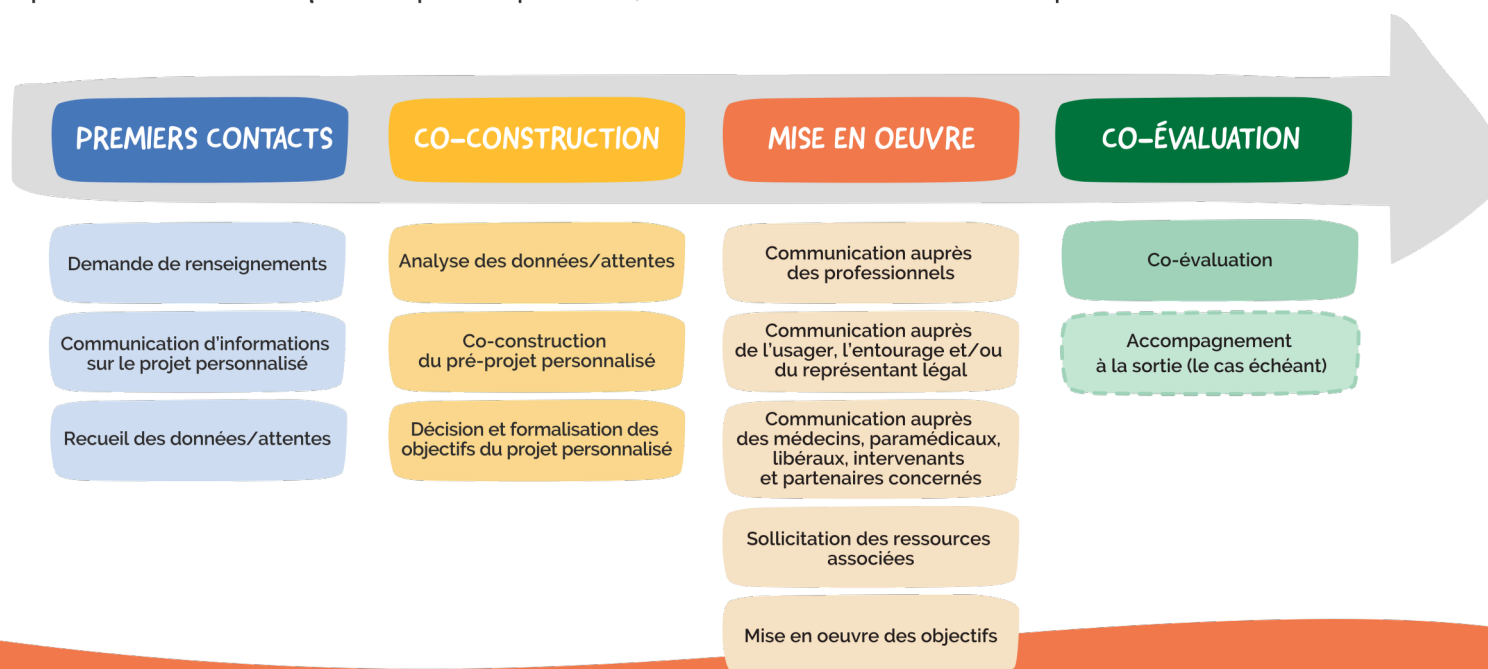 PREMIERS CONTACTS
CO-CONSTRUCTION
MISE EN OEUVRE
CO-ÉVALUATION
Demande de renseignements
Communication d'informations
sur le projet personnalisé
Recueil des données/attentes
Analyse des données/attentes
Co-construction
du pré-projet personnalisé
Décision et formalisation des
objectifs du projet personnalisé
Communication auprès
des professionnels
Communication auprès
de l'usager, l'entourage et/ou
du représentant légal
Communication auprès
des médecins, paramédicaux,
libéraux, intervenants
et partenaires concernés
Sollicitation des ressources
associées
Mise en oeuvre des objectifs
Co-évaluation
Accompagnement
à la sortie (le cas échéant)